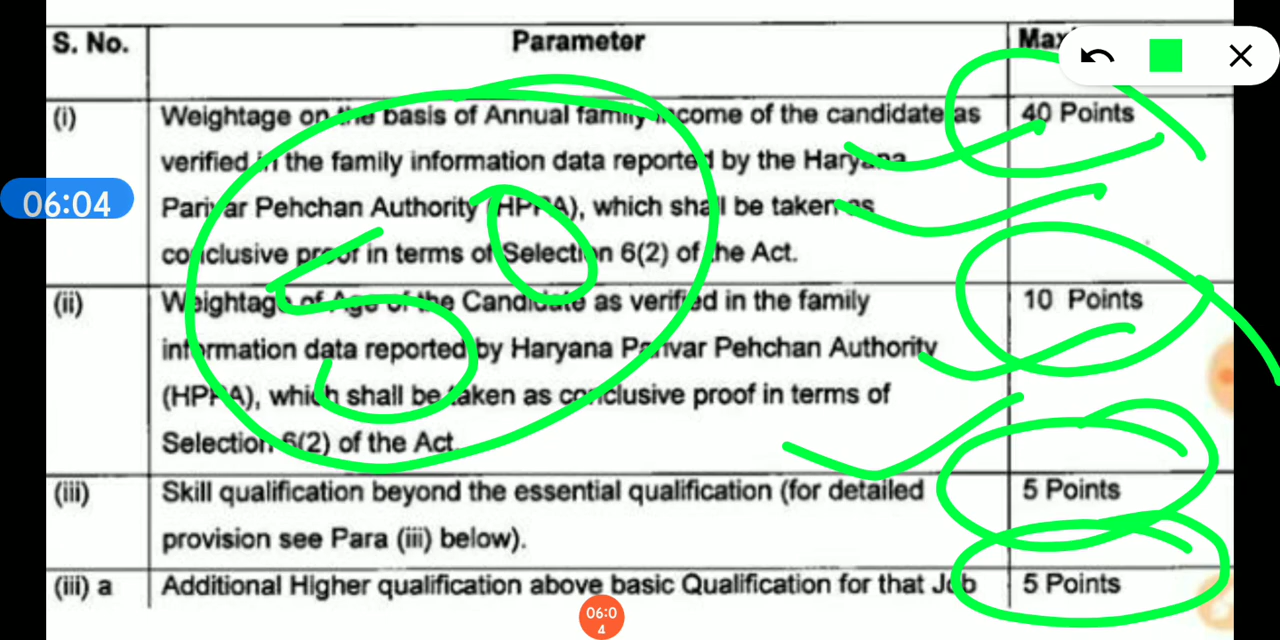 S. No. Parameter Max
(i) Weightage on the basis of Annual family income of the candidate as 40 Points
verified in the family information data reported by the Haryana
06:04
Parivar Pehchan Authority (HPPA), which shall be taken as
conclusive proof in terms of Selection 6(2) of the Act.
(ii) Weightage of Age of the Candidate as verified in the family 10 Points
information data reported by Haryana Parivar Pehchan Authority
(HPPA), which shall be taken as conclusive proof in terms of
Selection 6(2) of the Act.
(iii) Skill qualification beyond the essential qualification (for detailed 5 Points
provision see Para (iii) below).
(iii) a Additional Higher qualification above basic Qualification for that Job 5 Points
06:0
4